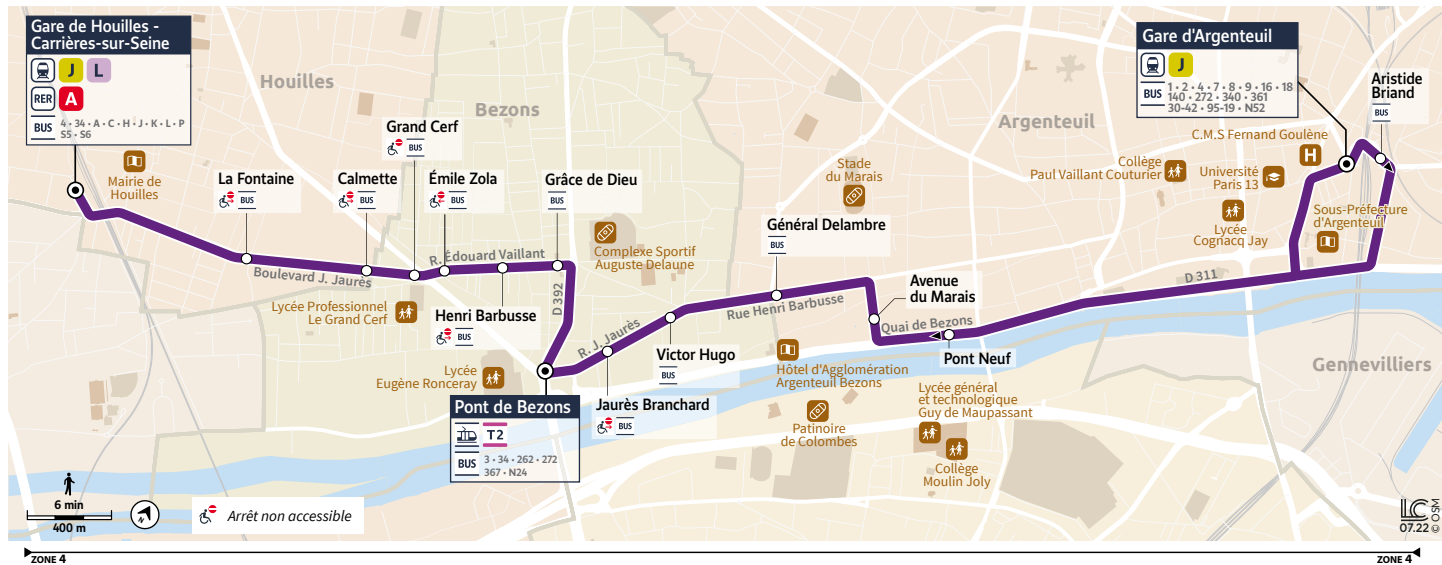 Gare de Houilles -
Carrières-sur-Seine
J L
RER A
BUS 4 • 34 • A • C • H • J • K • L • P
S5 • S6
Houilles
Bezons
Argenteuil
Gennevilliers
Mairie de
Houilles
La Fontaine
BUS
Calmette
BUS
Grand Cerf
BUS
Émile Zola
BUS
Grâce de Dieu
BUS
Boulevard J. Jaurès
R. Édouard Vaillant
D 392
Lycée Professionnel
Le Grand Cerf
Henri Barbusse
BUS
Complexe Sportif
Auguste Delaune
Lycée
Eugène Ronceray
Pont de Bezons
T2
BUS 3 • 34 • 262 • 272
367 • N24
R. J. Jaurès
Jaurès Branchard
BUS
Victor Hugo
BUS
Rue Henri Barbusse
Général Delambre
BUS
Stade
du Marais
Hôtel d'Agglomération
Argenteuil Bezons
Patinoire
de Colombes
Avenue
du Marais
Quai de Bezons
Pont Neuf
Lycée général
et technologique
Guy de Maupassant
Collège
Moulin Joly
D 311
Collège
Paul Vaillant Couturier
Université
Paris 13
Lycée
Cognacq Jay
C.M.S Fernand Goulène
H
Sous-Préfecture
d'Argenteuil
Gare d'Argenteuil
J
BUS 1 • 2 • 4 • 7 • 8 • 9 • 16 • 18
140 • 272 • 340 • 361
30-42 • 95-19 • N52
Aristide
Briand
BUS
6 min
400 m
N
Arrêt non accessible
LC
07.22
© OSM
ZONE 4
ZONE 4